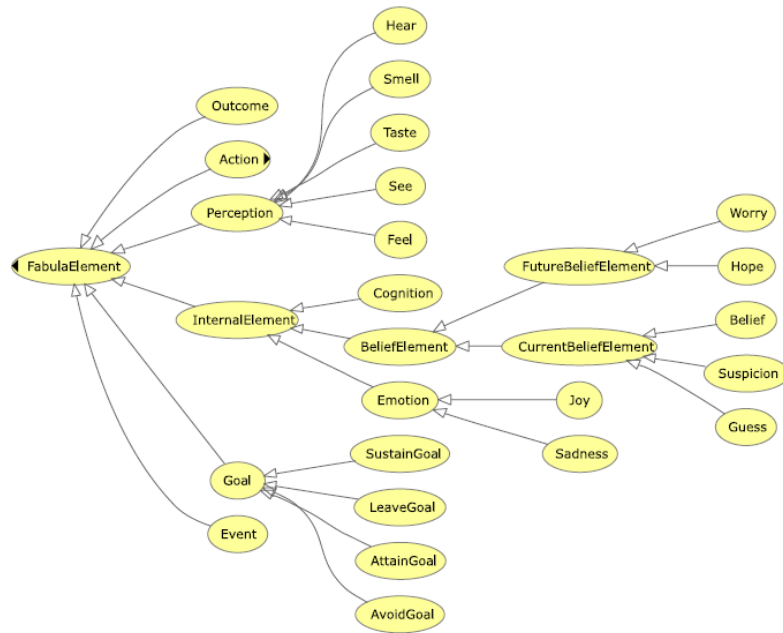 Hear
Smell
Outcome
Taste
Action
See
Perception
Worry
Feel
FabulaElement
FutureBeliefElement
Hope
Cognition
InternalElement
Belief
BeliefElement
CurrentBeliefElement
Suspicion
Emotion
Joy
Guess
SustainGoal
Sadness
Goal
LeaveGoal
Event
AttainGoal
AvoidGoal